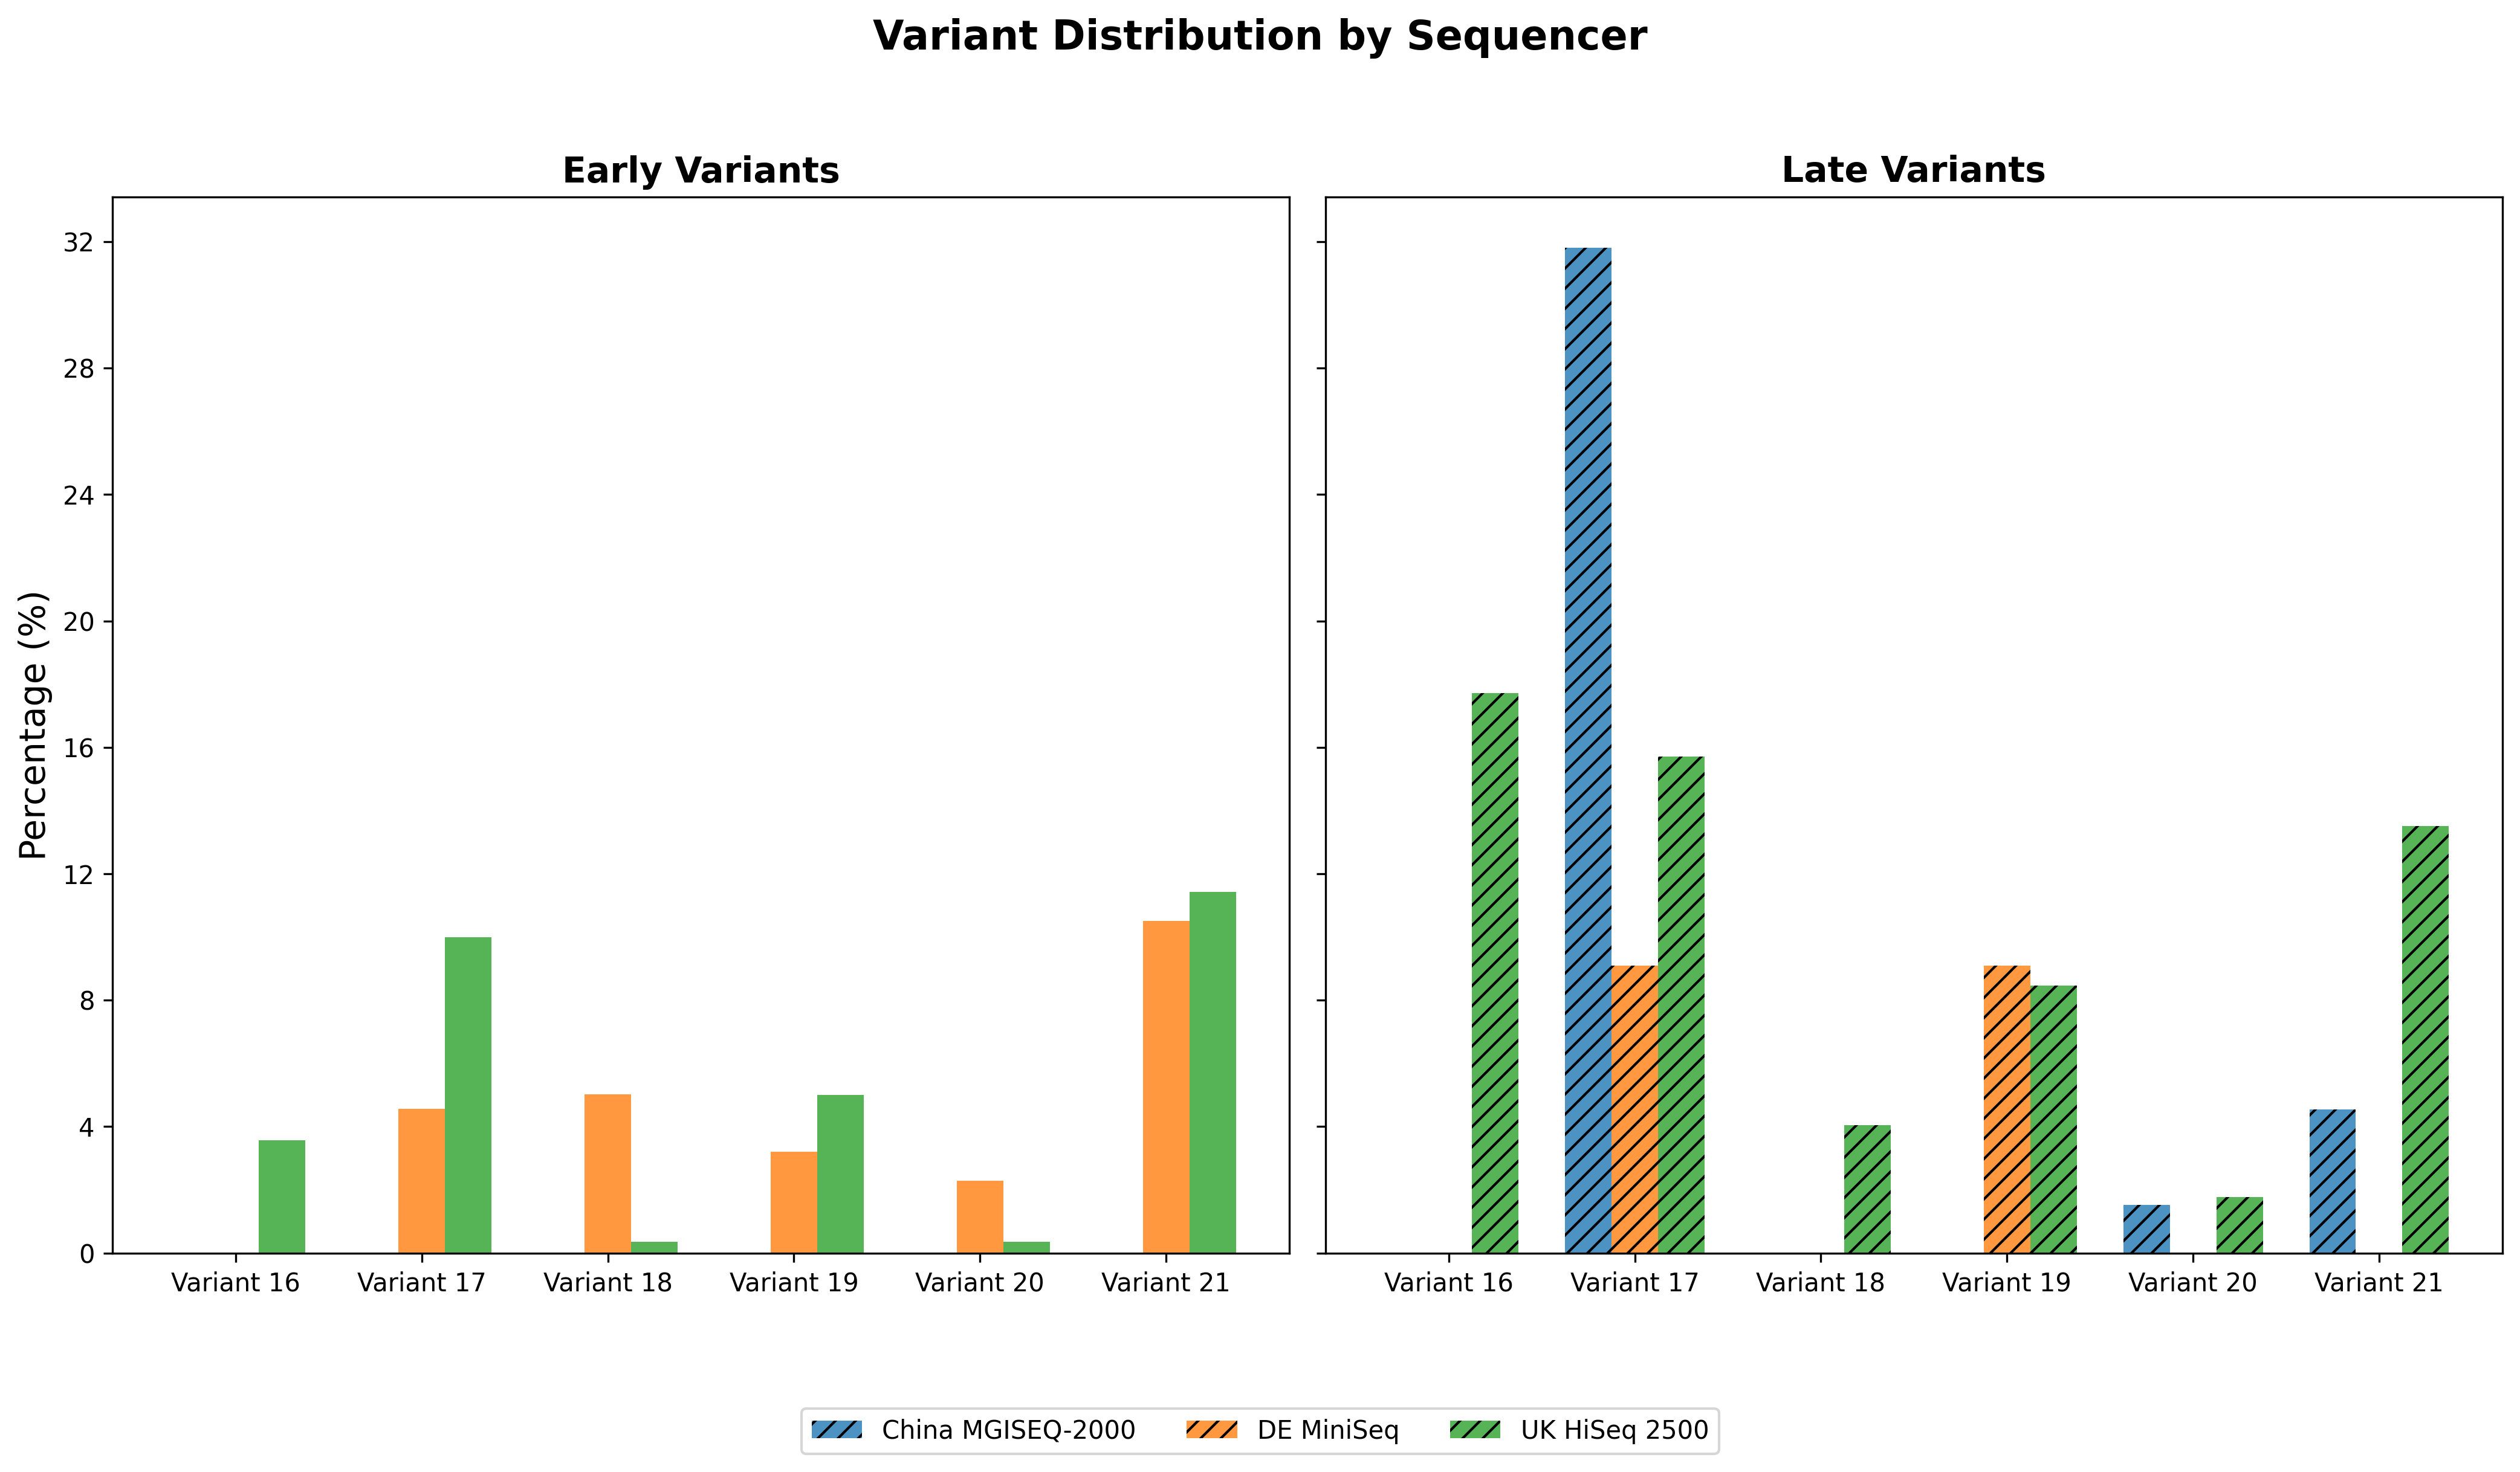 Variant Distribution by Sequencer
Early Variants
Late Variants
Percentage (%)
32
28
24
20
16
12
8
4
0
Variant 16 Variant 17 Variant 18 Variant 19 Variant 20 Variant 21
Variant 16 Variant 17 Variant 18 Variant 19 Variant 20 Variant 21
China MGISEQ-2000 DE MiniSeq UK HiSeq 2500